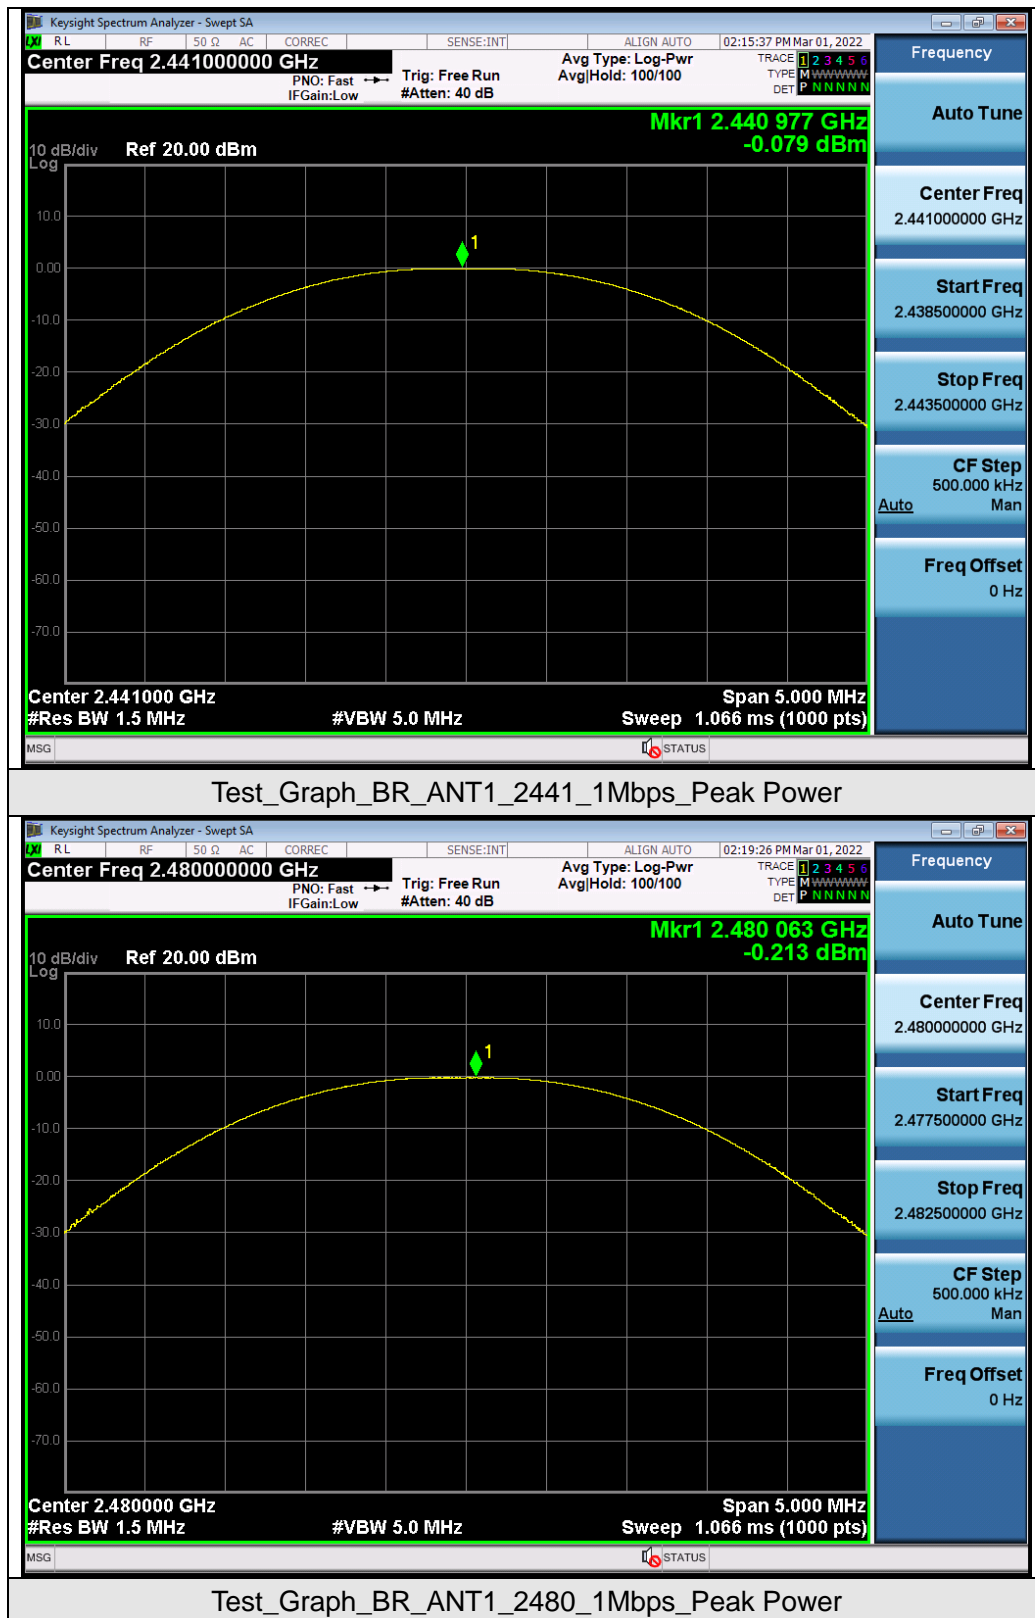 Keysight Spectrum Analyzer - Swept SA
LXI RL RF 50 Ω AC CORREC SENSE:INT ALIGN AUTO 02:15:37 PM Mar 01, 2022
Center Freq 2.441000000 GHz
PNO: Fast
IFGain:Low
Trig: Free Run
#Atten: 40 dB
Avg Type: Log-Pwr
Avg|Hold: 100/100
TRACE 1 2 3 4 5 6
TYPE M WWWWW
DET P N N N N N
Mkr1 2.440 977 GHz
-0.079 dBm
10 dB/div Ref 20.00 dBm
Log
10.0
1
0.00
-10.0
-20.0
-30.0
-40.0
-50.0
-60.0
-70.0
Center 2.441000 GHz Span 5.000 MHz
#Res BW 1.5 MHz #VBW 5.0 MHz Sweep 1.066 ms (1000 pts)
MSG STATUS
Frequency
Auto Tune
Center Freq
2.441000000 GHz
Start Freq
2.438500000 GHz
Stop Freq
2.443500000 GHz
CF Step
500.000 kHz
Auto Man
Freq Offset
0 Hz
Test_Graph_BR_ANT1_2441_1Mbps_Peak Power
Keysight Spectrum Analyzer - Swept SA
LXI RL RF 50 Ω AC CORREC SENSE:INT ALIGN AUTO 02:19:26 PM Mar 01, 2022
Center Freq 2.480000000 GHz
PNO: Fast
IFGain:Low
Trig: Free Run
#Atten: 40 dB
Avg Type: Log-Pwr
Avg|Hold: 100/100
TRACE 1 2 3 4 5 6
TYPE M WWWWW
DET P N N N N N
Mkr1 2.480 063 GHz
-0.213 dBm
10 dB/div Ref 20.00 dBm
Log
10.0
1
0.00
-10.0
-20.0
-30.0
-40.0
-50.0
-60.0
-70.0
Center 2.480000 GHz Span 5.000 MHz
#Res BW 1.5 MHz #VBW 5.0 MHz Sweep 1.066 ms (1000 pts)
MSG STATUS
Frequency
Auto Tune
Center Freq
2.480000000 GHz
Start Freq
2.477500000 GHz
Stop Freq
2.482500000 GHz
CF Step
500.000 kHz
Auto Man
Freq Offset
0 Hz
Test_Graph_BR_ANT1_2480_1Mbps_Peak Power